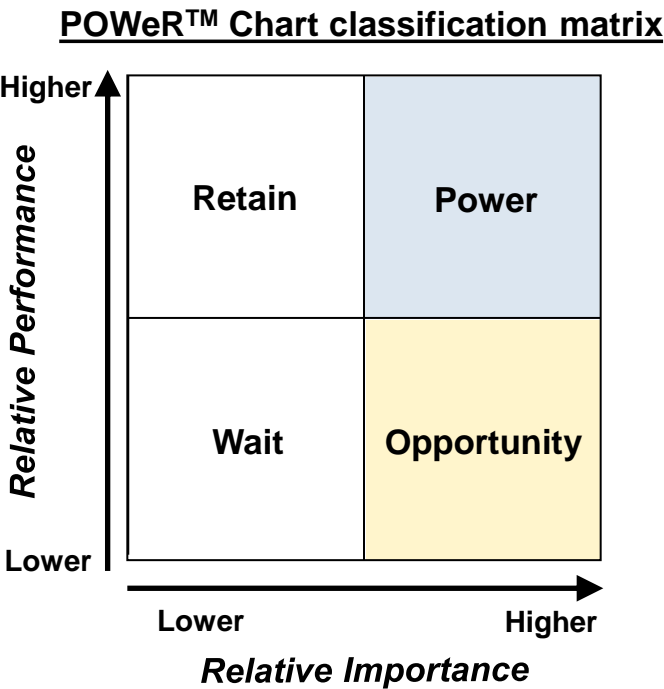 POWeR™ Chart classification matrix
Higher
Retain
Power
Relative Performance
Wait
Opportunity
Lower
Lower
Higher
Relative Importance